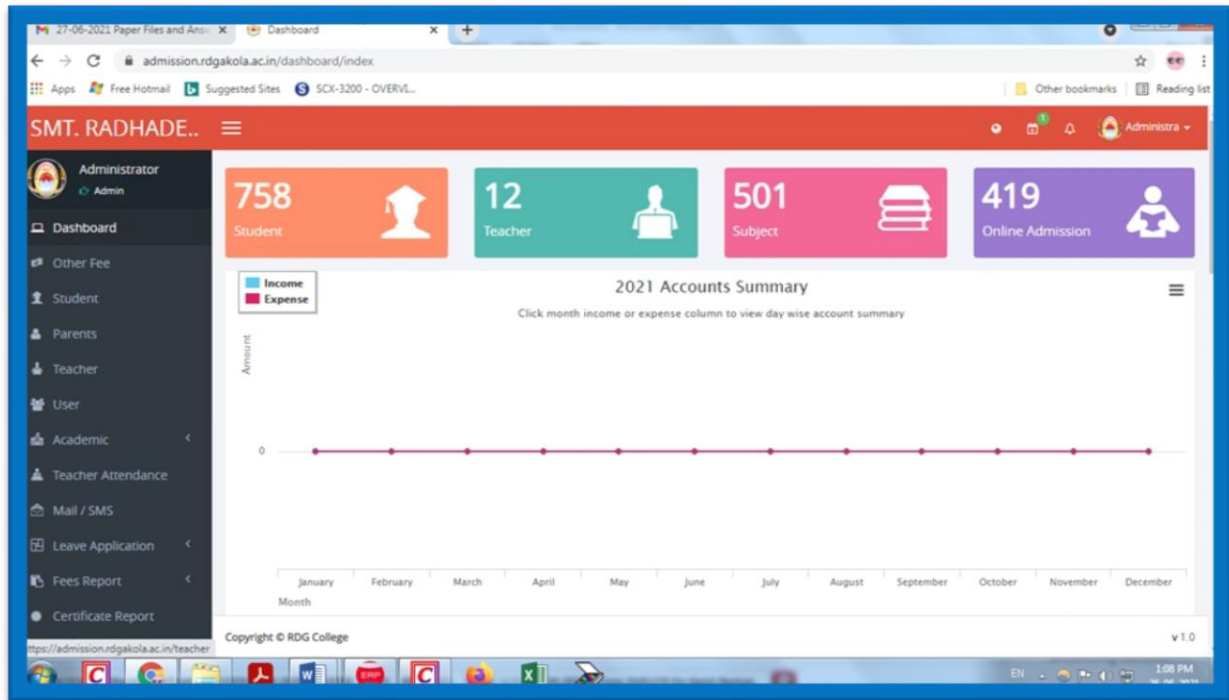 27-06-2021 Paper Files and Ans
Dashboard
admission.rdgakola.ac.in/dashboard/index
Apps Free Hotmail Suggested Sites SCX-3200 - OVERVI...
Other bookmarks Reading list
SMT. RADHADE..
1
Administra
Administrator
Admin
Dashboard
Other Fee
Student
Parents
Teacher
User
Academic
Teacher Attendance
Mail / SMS
Leave Application
Fees Report
Certificate Report
758
Student
12
Teacher
501
Subject
419
Online Admission
Income
Expense
2021 Accounts Summary
Click month income or expense column to view day wise account summary
Amount
0
January February March April May June July August September October November December
Month
Copyright © RDG College
v 1.0
ttps://admission.rdgakola.ac.in/teacher
ERP
EN
1:08 PM